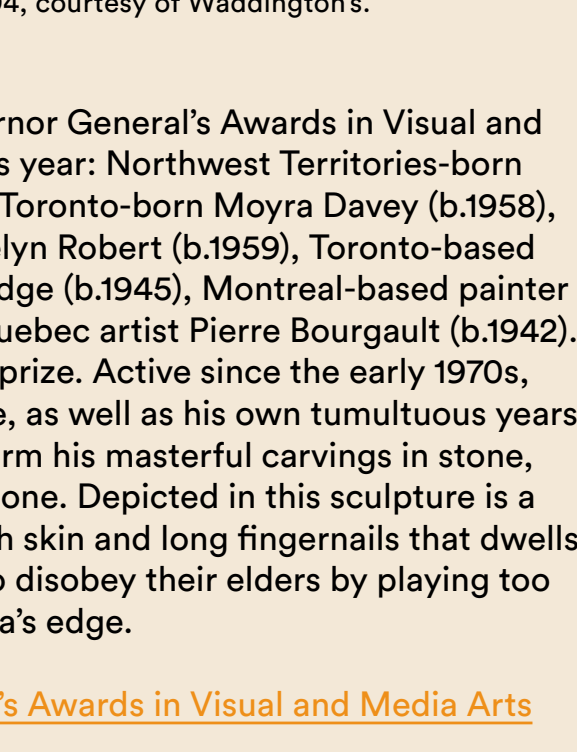 94, courtesy of Waddington's.
rnor General's Awards in Visual and
s year: Northwest Territories-born
Toronto-born Moyra Davey (b.1958),
elyn Robert (b.1959), Toronto-based
dge (b.1945), Montreal-based painter
uebec artist Pierre Bourgault (b.1942).
prize. Active since the early 1970s,
e, as well as his own tumultuous years
rm his masterful carvings in stone,
one. Depicted in this sculpture is a
h skin and long fingernails that dwells
o disobey their elders by playing too
a's edge.
's Awards in Visual and Media Arts